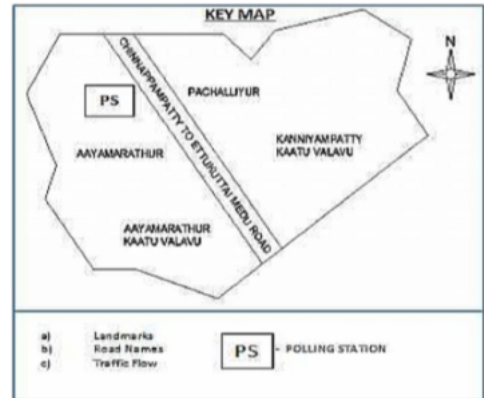 KEY MAP
N
CHINNAPPAMPATTY TO ETTUKUTTAI MEDU ROAD
PS
PACHALLIYUR
KANNIYAMPATTY
KAATU VALAVU
AAYAMARATHUR
AAYAMARATHUR
KAATU VALAVU
a) Landmarks
b) Road Names
c) Traffic Flow
PS - POLLING STATION